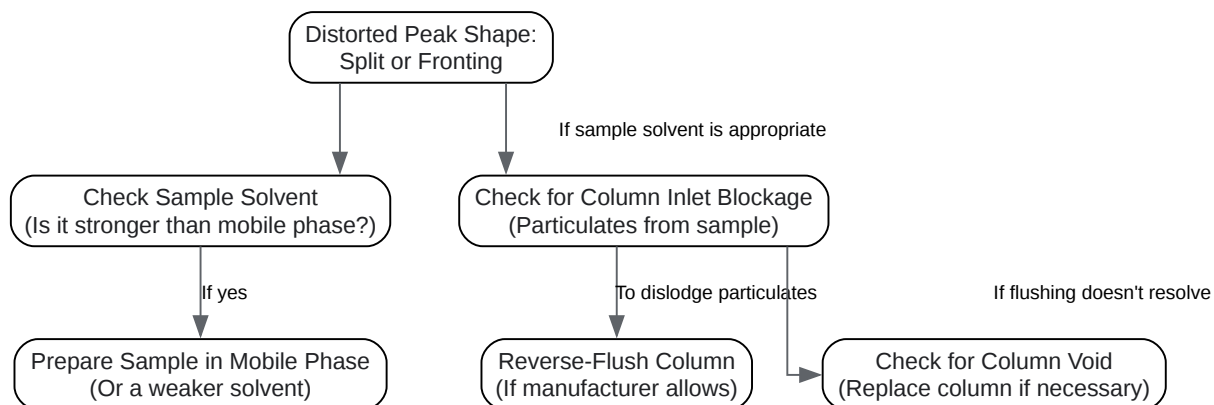 Distorted Peak Shape:
Split or Fronting
If sample solvent is appropriate
Check Sample Solvent
(Is it stronger than mobile phase?)
Check for Column Inlet Blockage
(Particulates from sample)
If yes
To dislodge particulates
If flushing doesn't resolve
Prepare Sample in Mobile Phase
(Or a weaker solvent)
Reverse-Flush Column
(If manufacturer allows)
Check for Column Void
(Replace column if necessary)